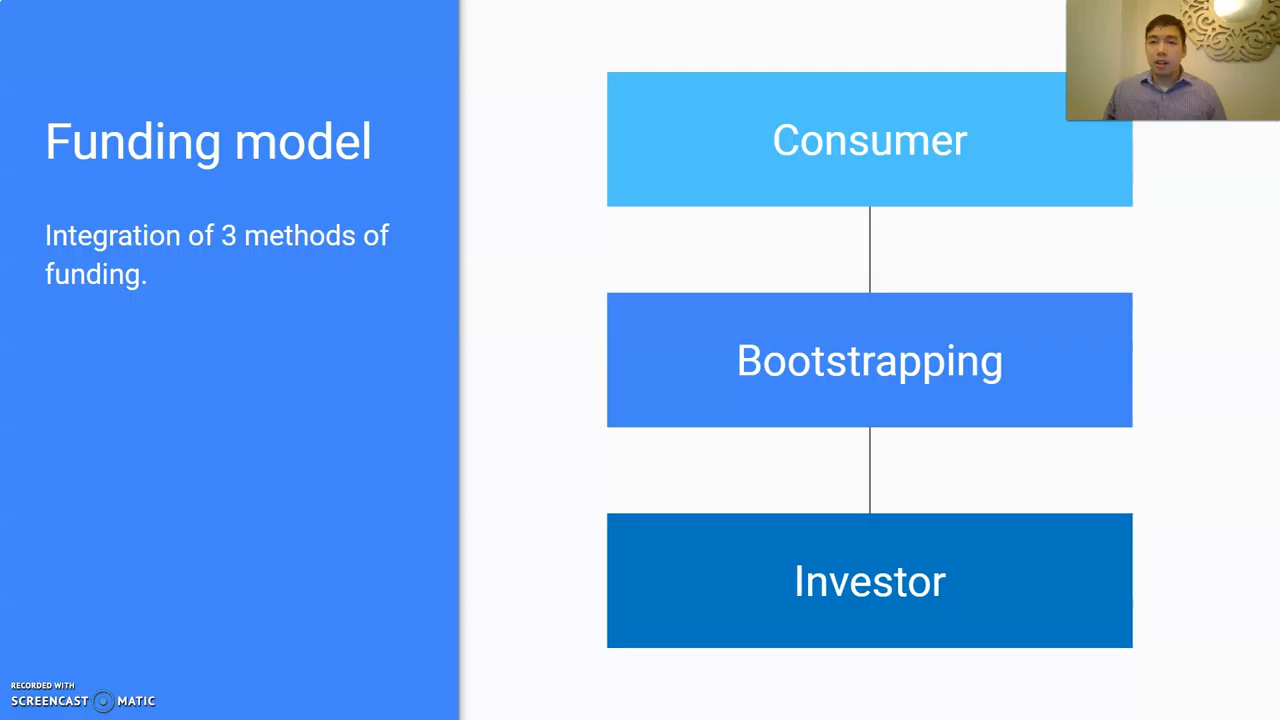 Funding model
Integration of 3 methods of
funding.
Consumer
Bootstrapping
Investor
RECORDED WITH
SCREENCAST MATIC